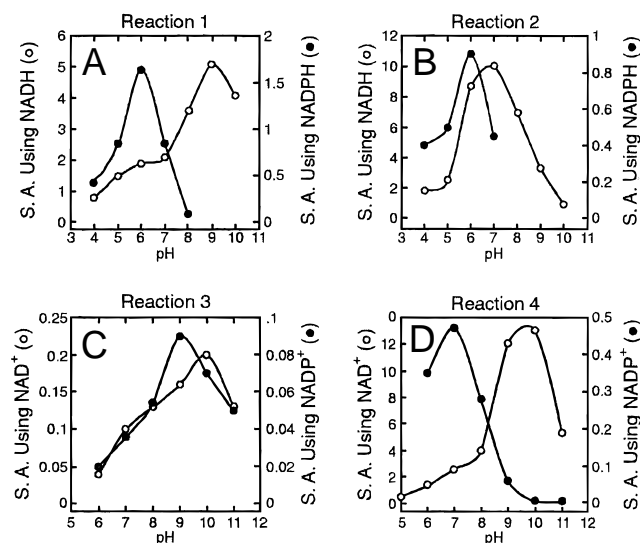 Reaction 1
A
S. A. Using NADH (o)
6
5
4
3
2
1
0
S. A. Using NADPH (●)
2
1.5
1
0.5
0
3 4 5 6 7 8 9 10 11
pH
Reaction 2
B
S. A. Using NADH (o)
12
10
8
6
4
2
0
S. A. Using NADPH (●)
1
0.8
0.6
0.4
0.2
0
3 4 5 6 7 8 9 10 11 12
pH
Reaction 3
C
S. A. Using NAD⁺ (o)
0.25
0.2
0.15
0.1
0.05
0
S. A. Using NADP⁺ (●)
.1
0.08
0.06
0.04
0.02
0
5 6 7 8 9 10 11 12
pH
Reaction 4
D
S. A. Using NAD⁺ (o)
0
12
10
8
6
4
2
0
S. A. Using NADP⁺ (●)
0.5
0.4
0.3
0.2
0.1
0
5 6 7 8 9 10 11 12
pH